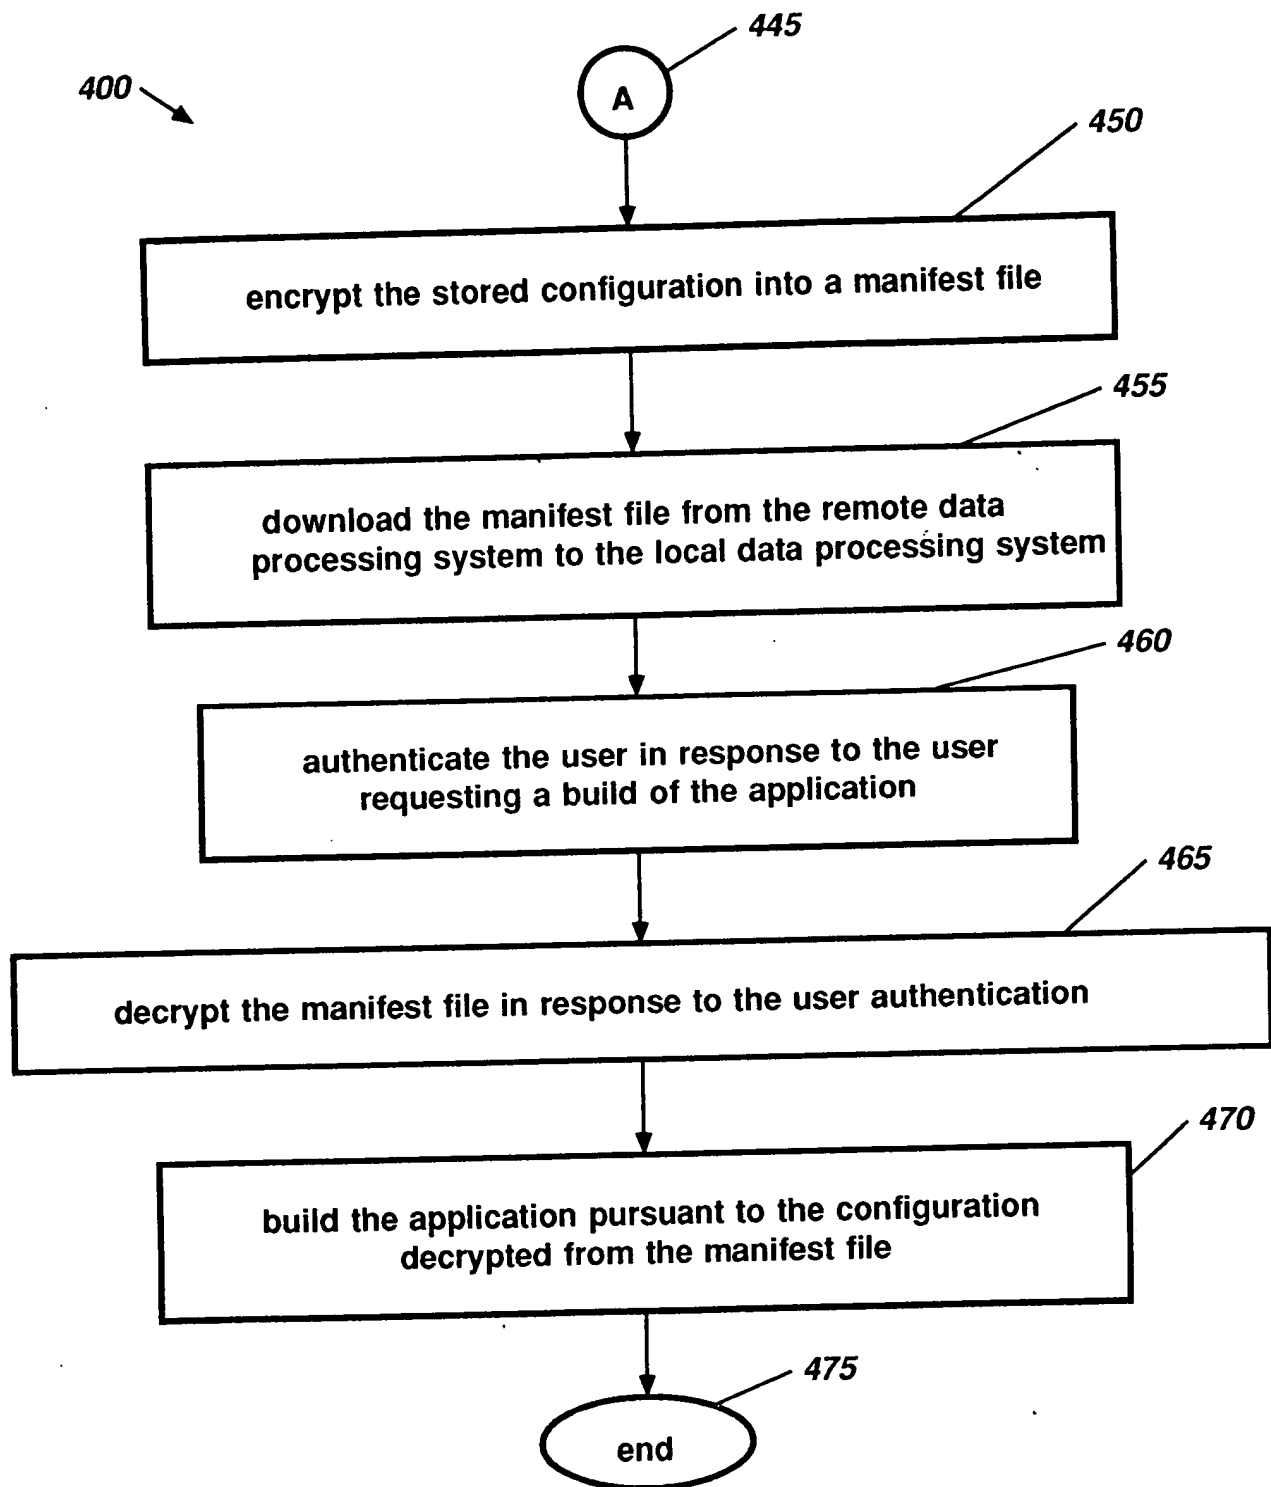 445
400
A
450
encrypt the stored configuration into a manifest file
455
download the manifest file from the remote data
processing system to the local data processing system
460
authenticate the user in response to the user
requesting a build of the application
465
decrypt the manifest file in response to the user authentication
470
build the application pursuant to the configuration
decrypted from the manifest file
475
end